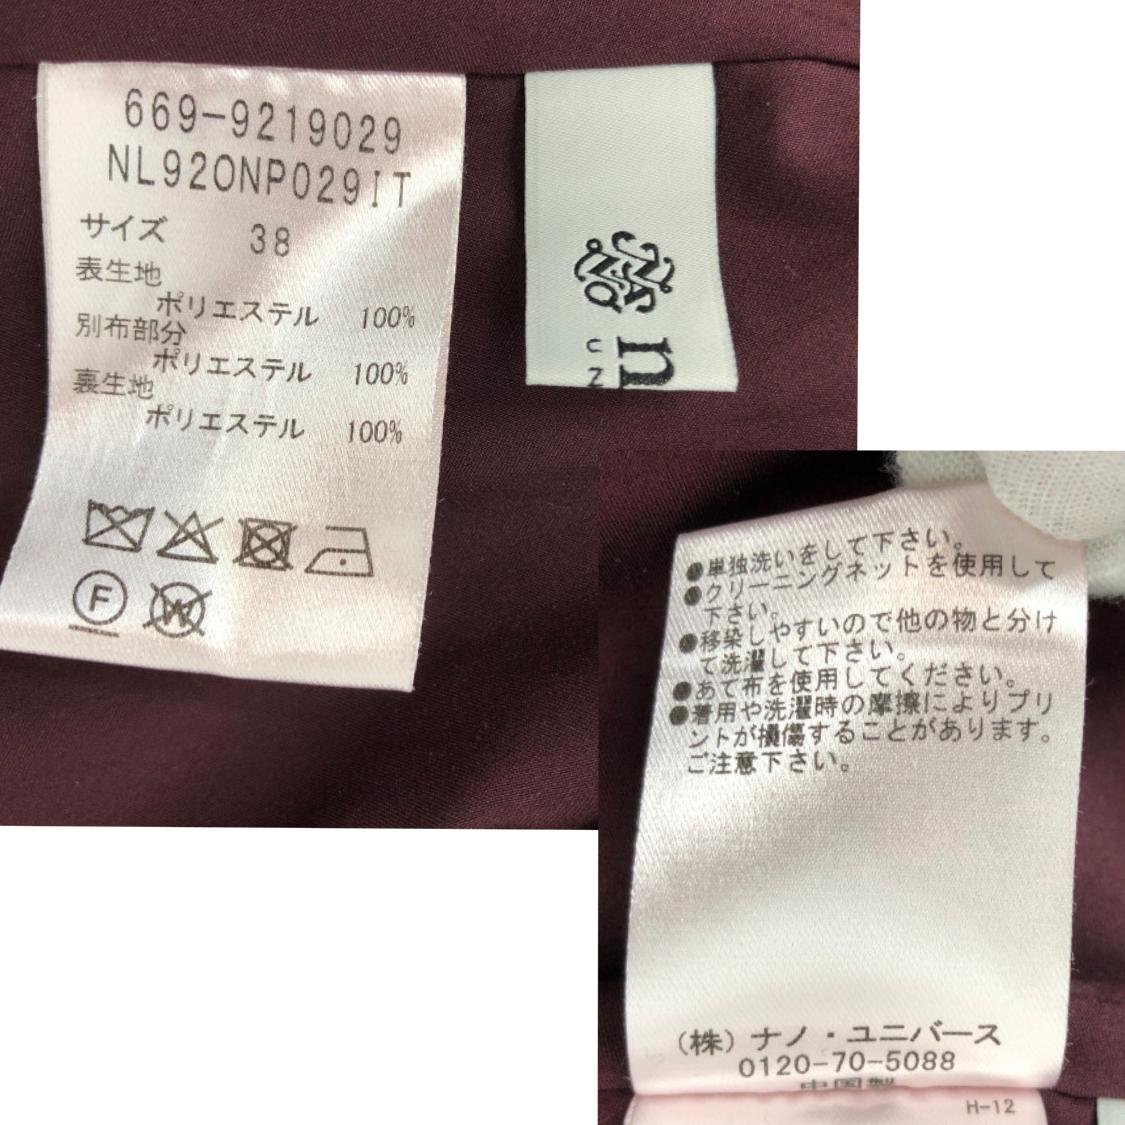 669-9219029
NL92ONP029IT
サイズ 38
表生地
ポリエステル 100%
別布部分
ポリエステル 100%
裏生地
ポリエステル 100%
F
W
n
C
Z
●単独洗いをして下さい。
●クリーニングネットを使用して
下さい。
●移染しやすいので他の物と分け
て洗濯して下さい。
●あて布を使用してください。
●着用や洗濯時の摩擦によりプリ
ントが損傷することがあります。
ご注意下さい。
(株)ナノ・ユニバース
0120-70-5088
中国製
H-12